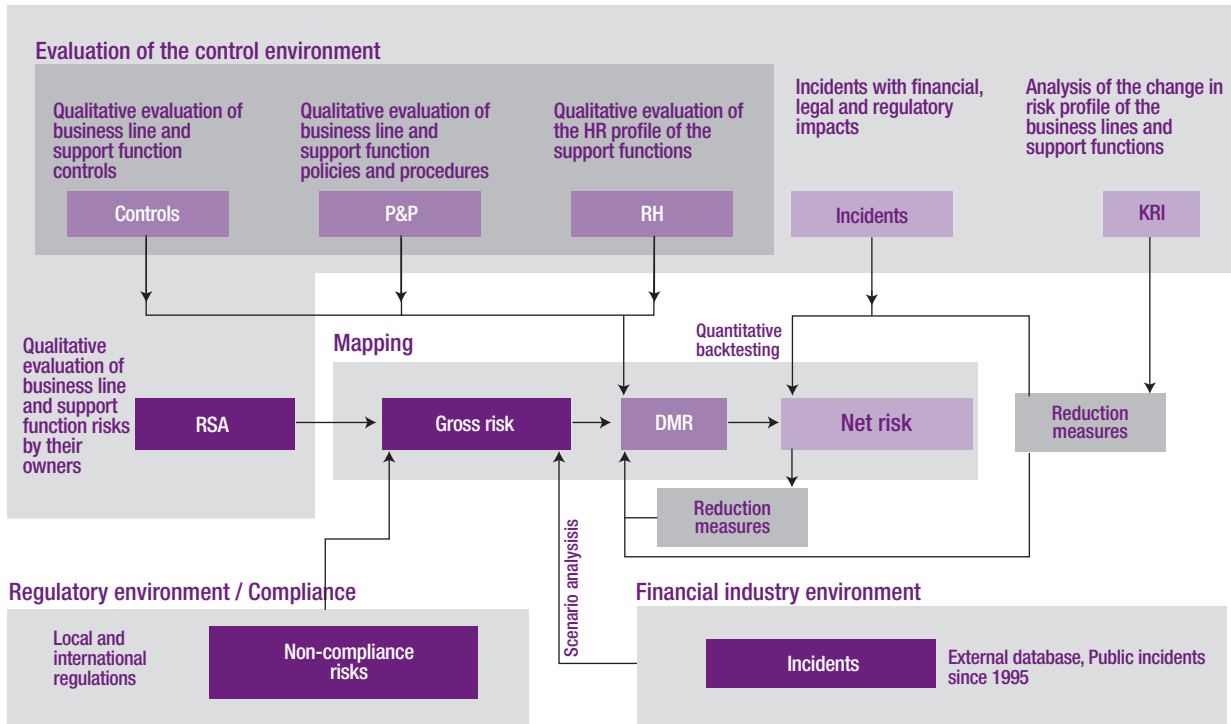 Evaluation of the control environment
Qualitative evaluation of
business line and
support function
controls
Controls
Qualitative evaluation of
business line and
support function
policies and procedures
P&P
Qualitative evaluation of
the HR profile of the
support functions
RH
Incidents with financial,
legal and regulatory
impacts
Incidents
Analysis of the change in
risk profile of the
business lines and
support functions
KRI
Qualitative
evaluation of
business line
and support
function risks
by their
owners
RSA
Mapping
Quantitative
backtesting
Gross risk
DMR
Net risk
Reduction
measures
Reduction
measures
Scenario analysisis
Regulatory environment / Compliance
Local and
international
regulations
Non-compliance
risks
Financial industry environment
Incidents
External database, Public incidents
since 1995